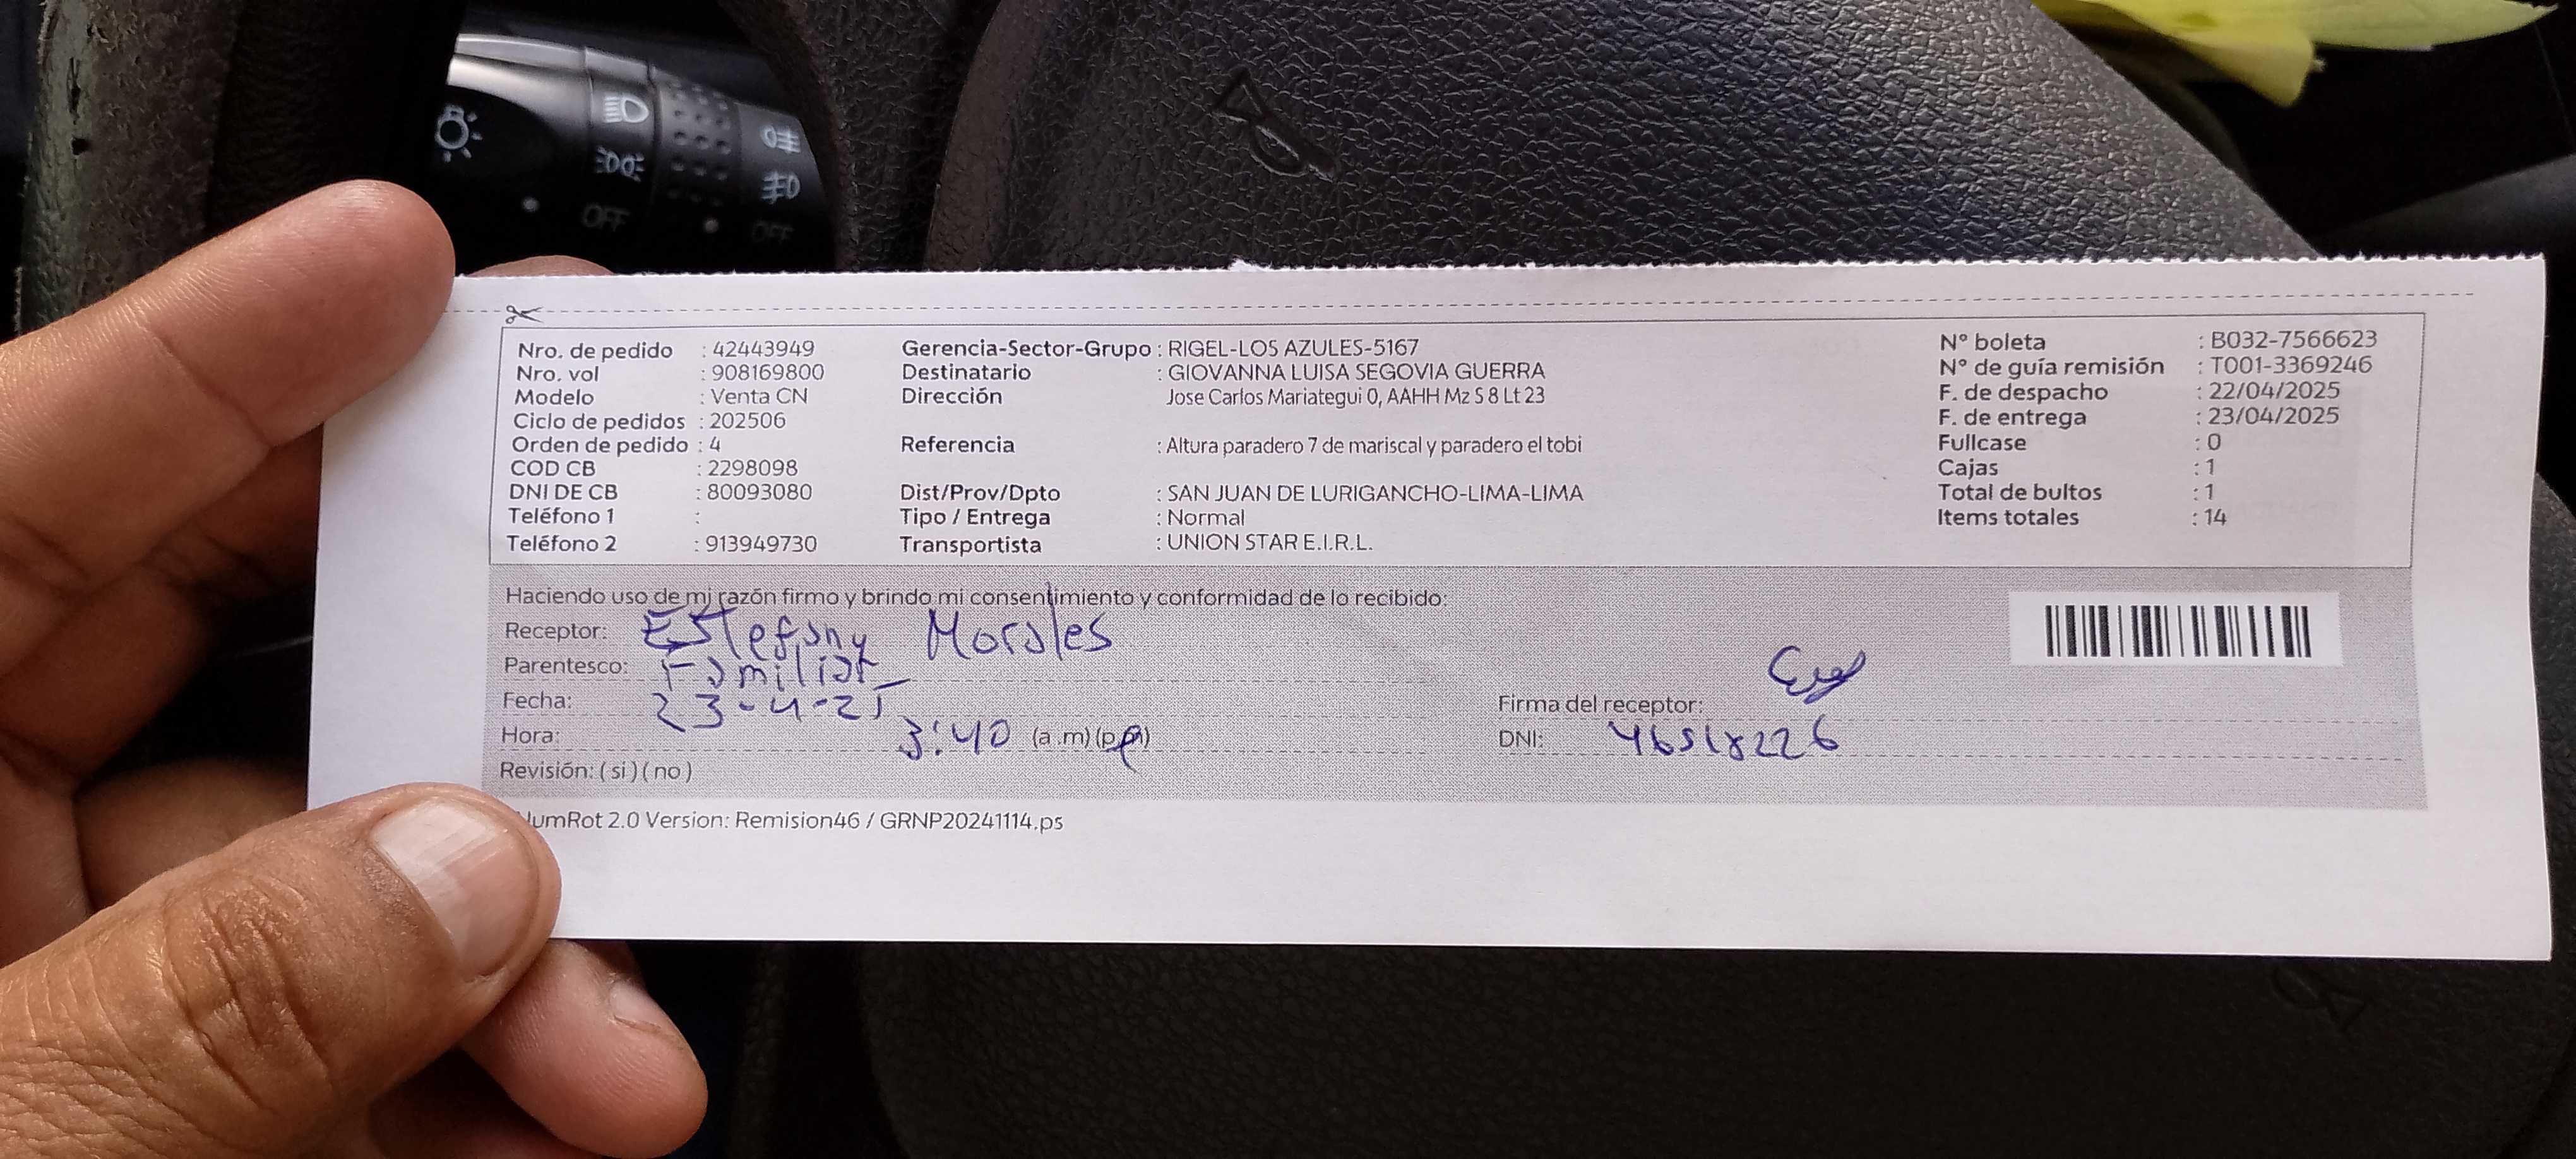 OFF
OFF
Nro. de pedido : 42443949
Nro. vol : 908169800
Modelo : Venta CN
Ciclo de pedidos : 202506
Orden de pedido : 4
COD CB : 2298098
DNI DE CB : 80093080
Teléfono 1 :
Teléfono 2 : 913949730
Gerencia-Sector-Grupo : RIGEL-LOS AZULES-5167
Destinatario : GIOVANNA LUISA SEGOVIA GUERRA
Dirección Jose Carlos Mariategui 0, AAHH Mz S 8 Lt 23
Referencia : Altura paradero 7 de mariscal y paradero el tobi
Dist/Prov/Dpto : SAN JUAN DE LURIGANCHO-LIMA-LIMA
Tipo / Entrega : Normal
Transportista : UNION STAR E.I.R.L.
N° boleta : B032-7566623
N° de guía remisión : T001-3369246
F. de despacho : 22/04/2025
F. de entrega : 23/04/2025
Fullcase : 0
Cajas : 1
Total de bultos : 1
Items totales : 14
Haciendo uso de mi razón firmo y brindo mi consentimiento y conformidad de lo recibido:
Receptor: Estefany Morales
Parentesco: Familiar
Fecha: 23-4-25
Hora: 3:40 (a.m) (p.m)
Revisión: ( si ) ( no )
Firma del receptor:
DNI: 46518226
NumRot 2.0 Version: Remision46 / GRNP20241114.ps